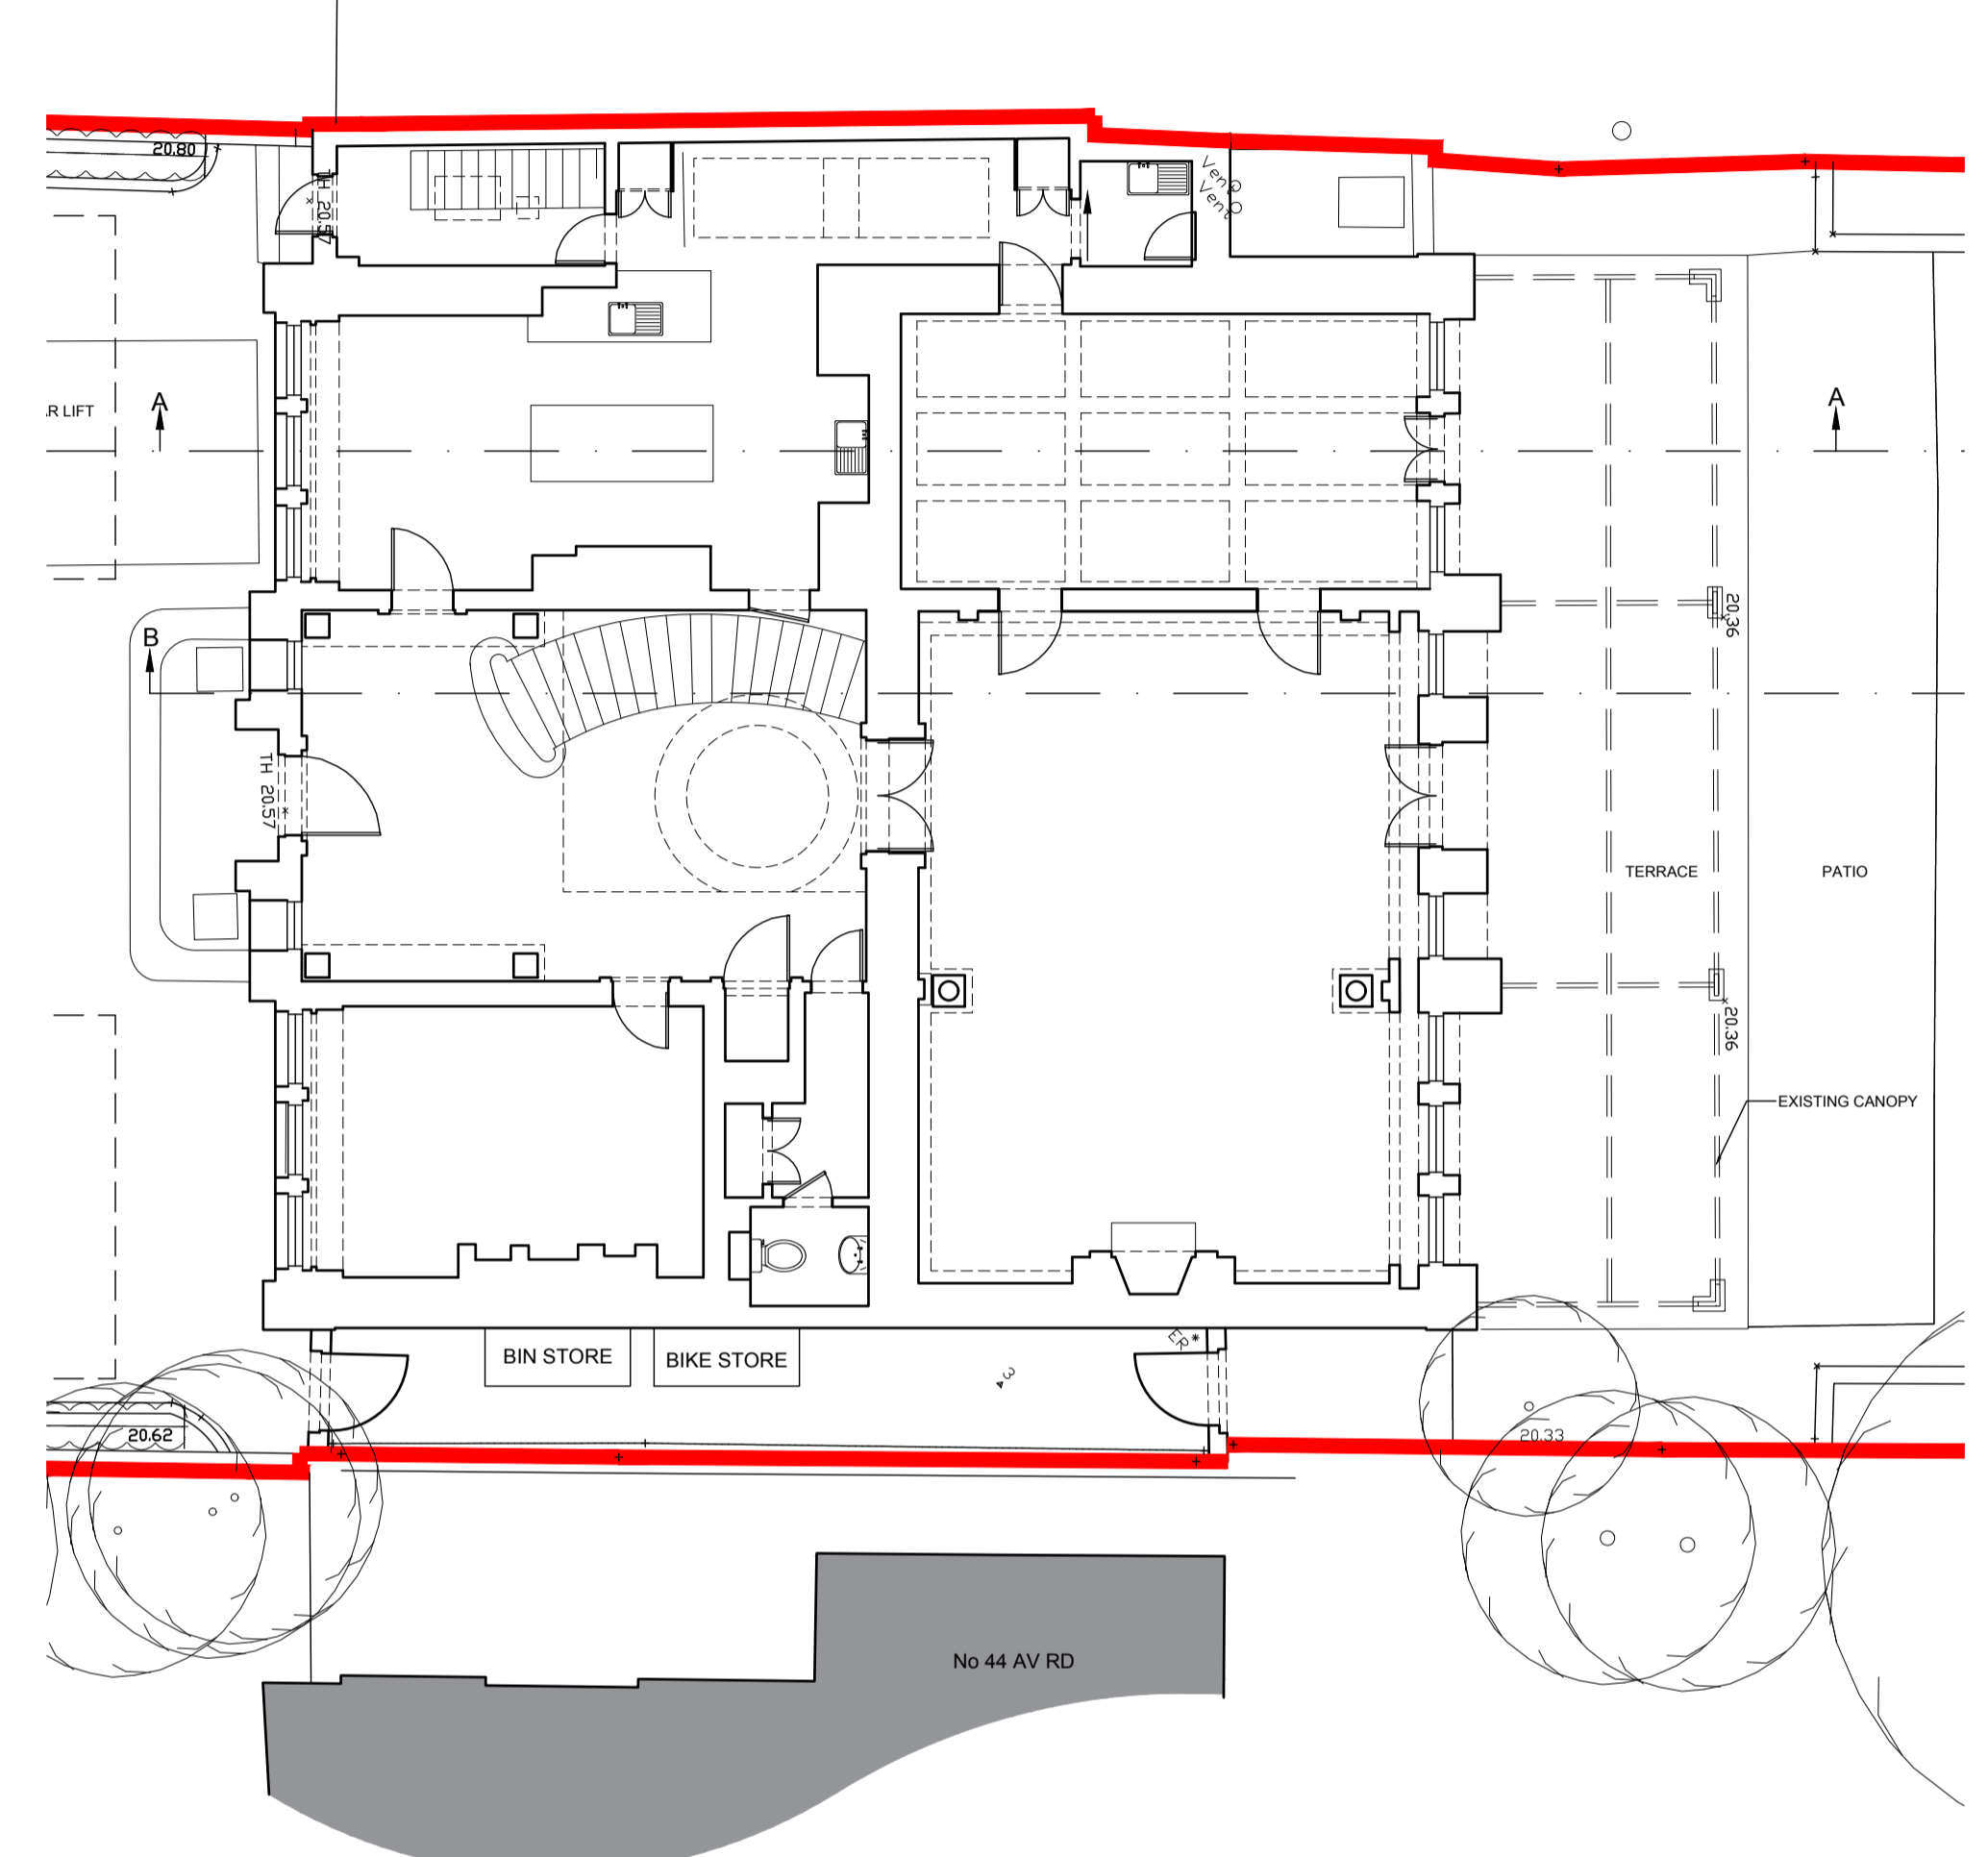 20.80
TH 20.57
Vent
Vent
.R LIFT
A
A
B
20.36
TH 20.57
TERRACE
PATIO
20.36
EXISTING CANOPY
BIN STORE
BIKE STORE
ER
3
20.62
20.33
No 44 AV RD